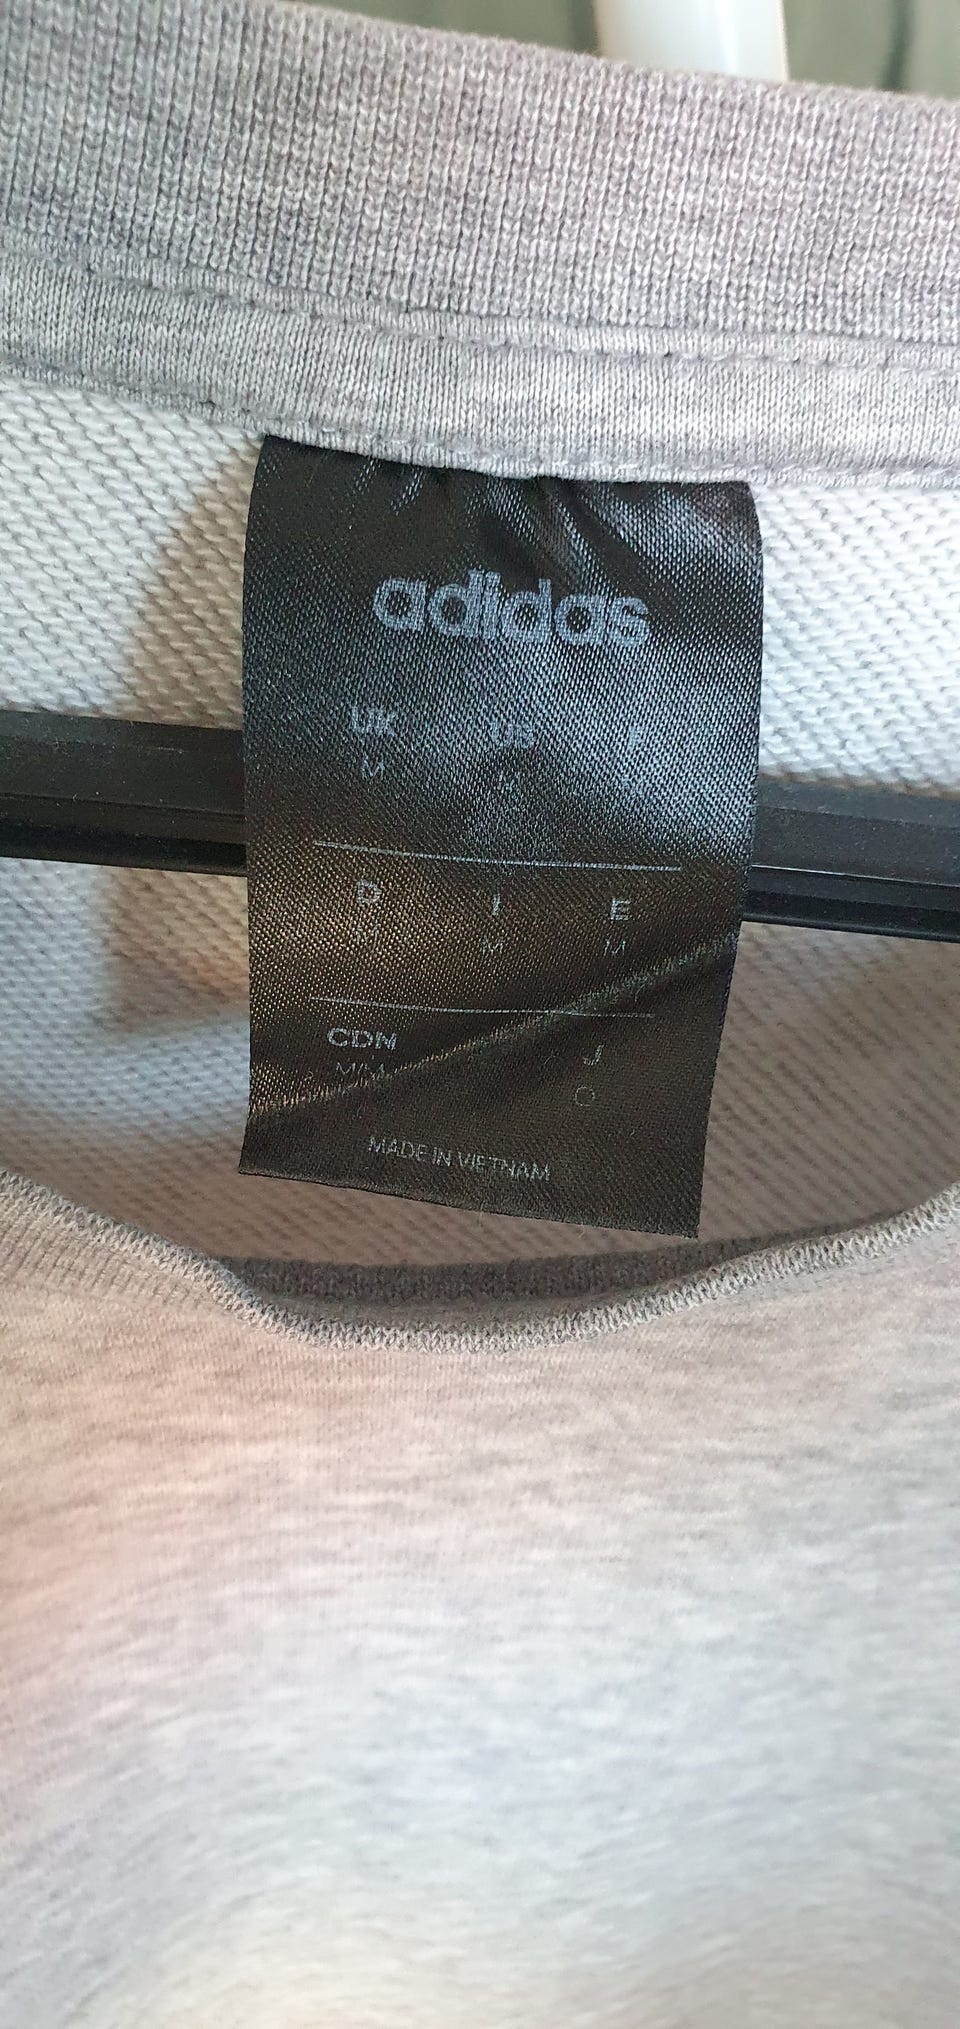 adidas
UK US F
M M
D I E
M M M
CDN J
M/M O
MADE IN VIETNAM